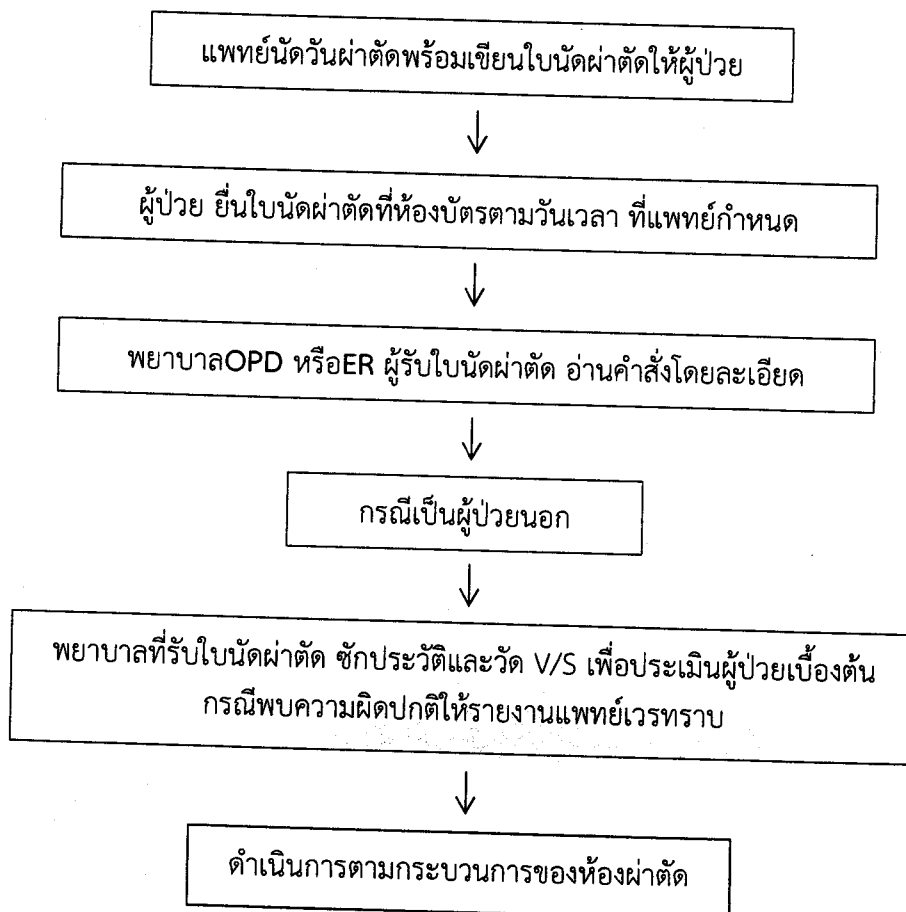 แพทย์นัดวันผ่าตัดพร้อมเขียนใบนัดผ่าตัดให้ผู้ป่วย
ผู้ป่วย ยื่นใบนัดผ่าตัดที่ห้องบัตรตามวันเวลา ที่แพทย์กำหนด
พยาบาลOPD หรือER ผู้รับใบนัดผ่าตัด อ่านคำสั่งโดยละเอียด
กรณีเป็นผู้ป่วยนอก
พยาบาลที่รับใบนัดผ่าตัด ซักประวัติและวัด V/S เพื่อประเมินผู้ป่วยเบื้องต้น
กรณีพบความผิดปกติให้รายงานแพทย์เวรทราบ
ดำเนินการตามกระบวนการของห้องผ่าตัด